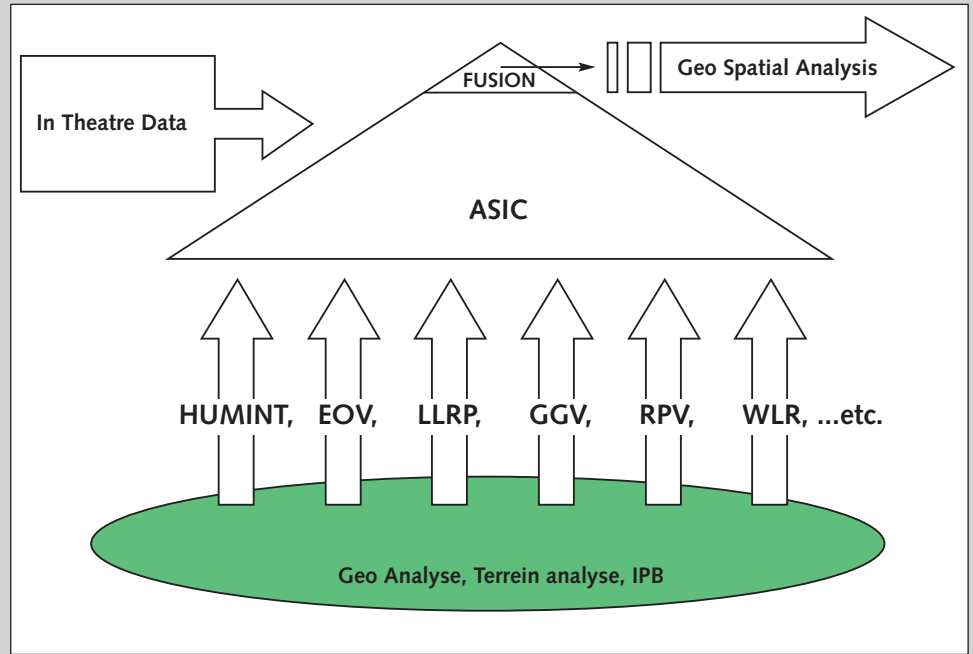 FUSION
Geo Spatial Analysis
In Theatre Data
ASIC
HUMINT, EOV, LLRP, GGV, RPV, WLR, ...etc.
Geo Analyse, Terrein analyse, IPB